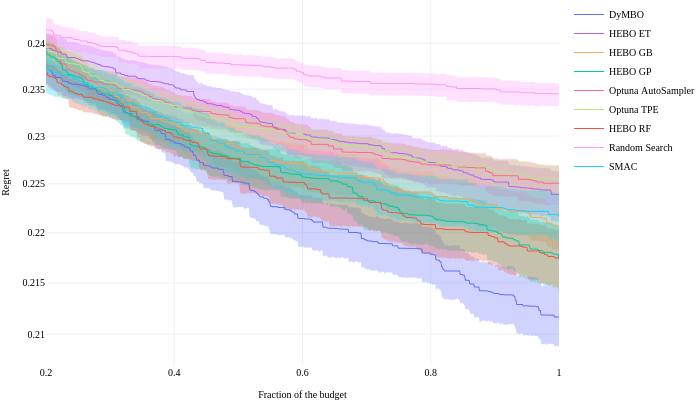 0.24
0.235
0.23
0.225
0.22
0.215
0.21
Regret
0.2
0.4
0.6
0.8
1
Fraction of the budget
DyMBO
HEBO ET
HEBO GB
HEBO GP
Optuna AutoSampler
Optuna TPE
HEBO RF
Random Search
SMAC